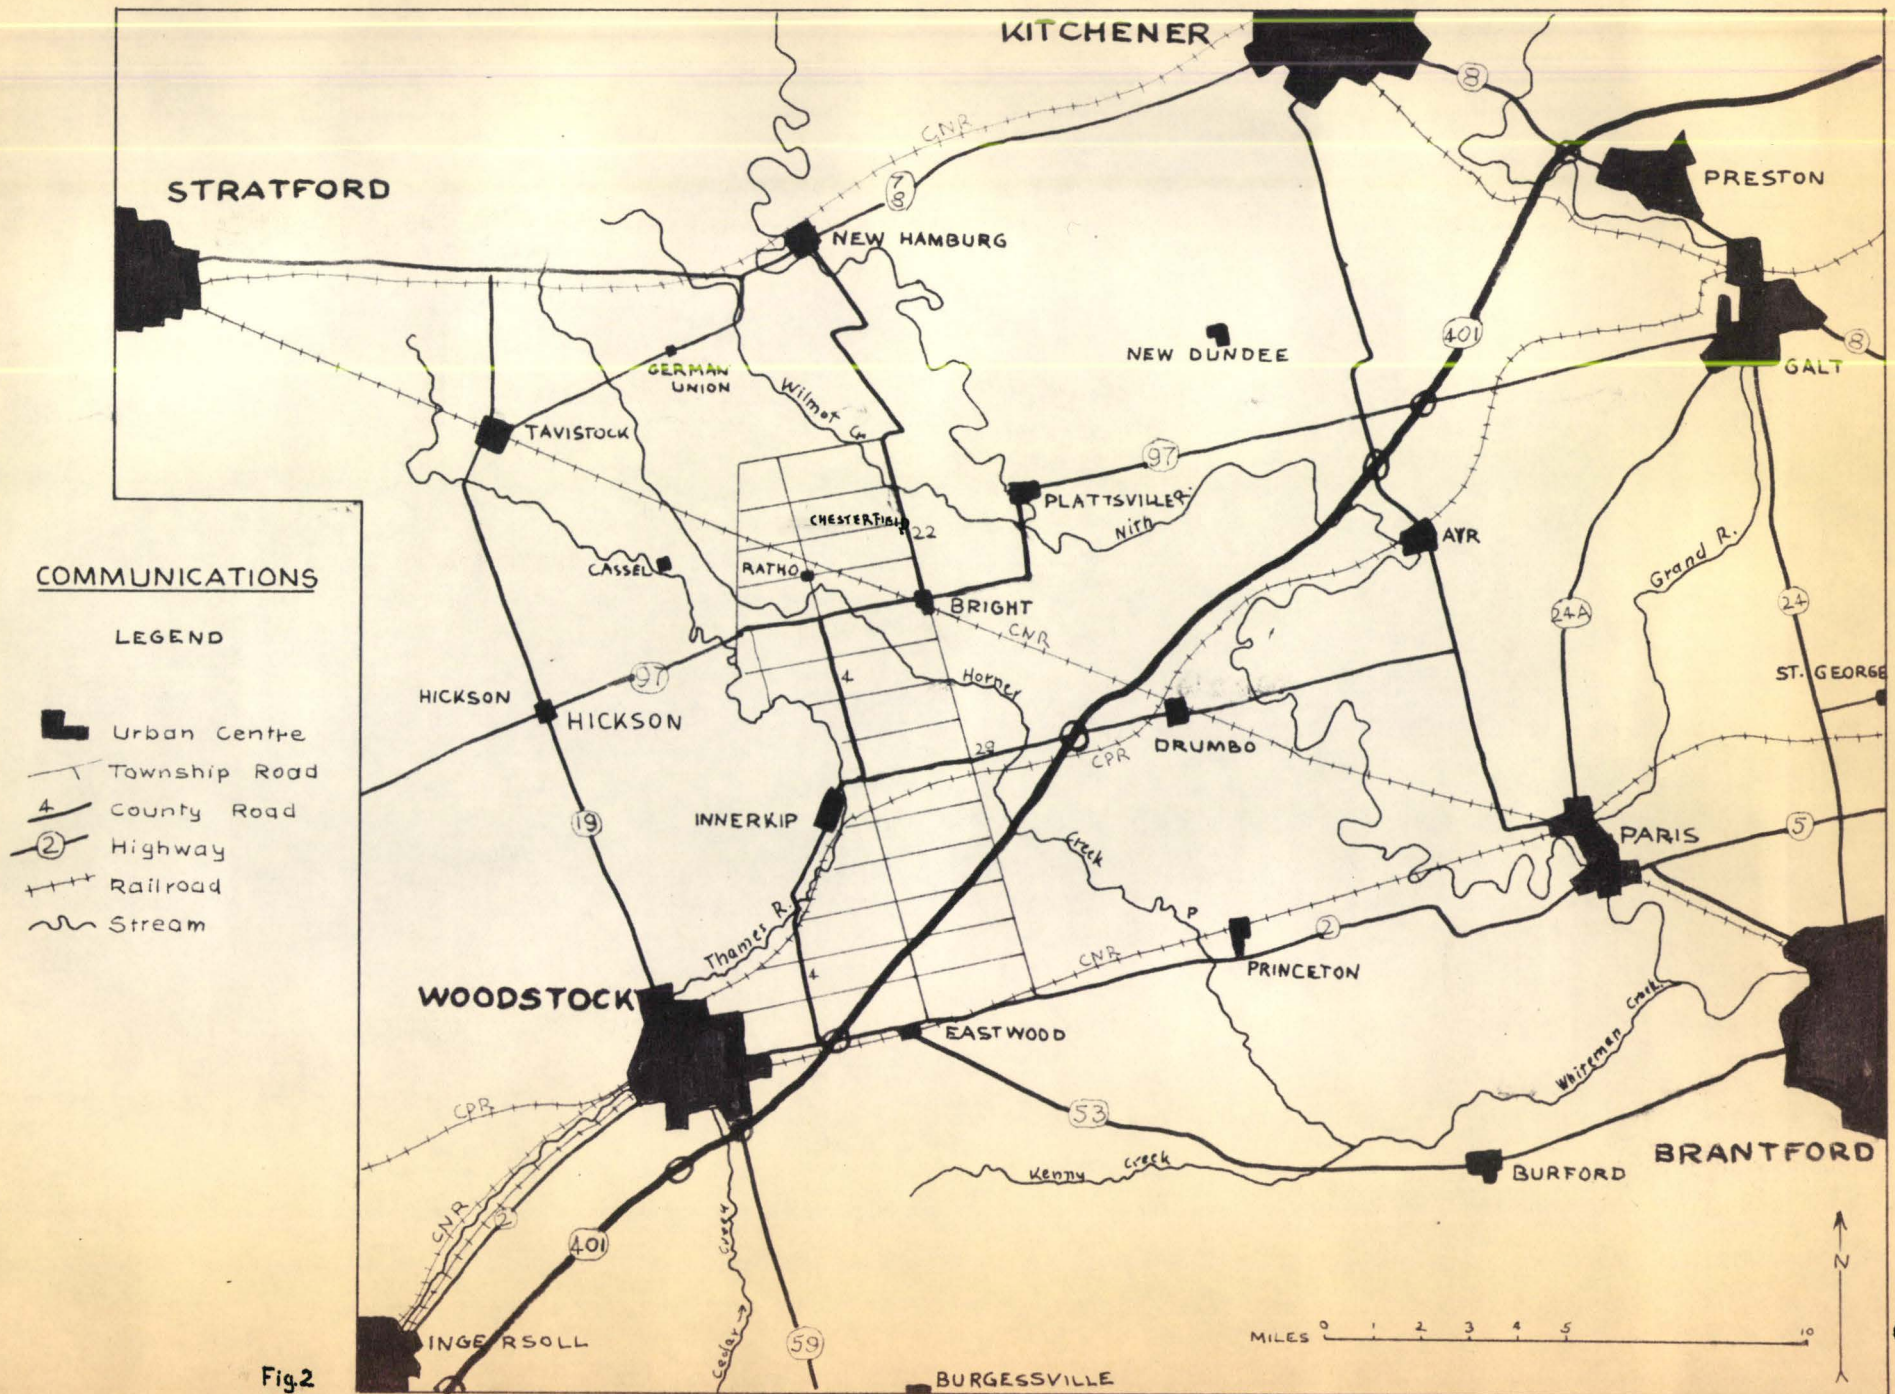 KITCHENER
8
CNR
STRATFORD
7
8
PRESTON
NEW HAMBURG
401
NEW DUNDEE
8
GERMAN
UNION
GALT
Wilmot Cr
TAVISTOCK
97
PLATTSVILLE
CHESTERFIELD
22
Nith
R.
AYR
Grand R.
COMMUNICATIONS
CASSEL
RATHO
BRIGHT
CNR
24A
24
LEGEND
97
4
Horner
ST. GEORGE
HICKSON
HICKSON
Urban Centre
29
CPR
DRUMBO
Township Road
4 County Road
19
INNERKIP
PARIS
5
2 Highway
Creek
Railroad
Stream
Thames R.
P
2
CNR
PRINCETON
4
WOODSTOCK
EASTWOOD
Whiteman Creek
CPR
53
BRANTFORD
Kenny Creek
BURFORD
CNR
2
401
Cedar Creek
N
INGERSOLL
59
MILES 0 1 2 3 4 5 10
Fig.2
BURGESSVILLE